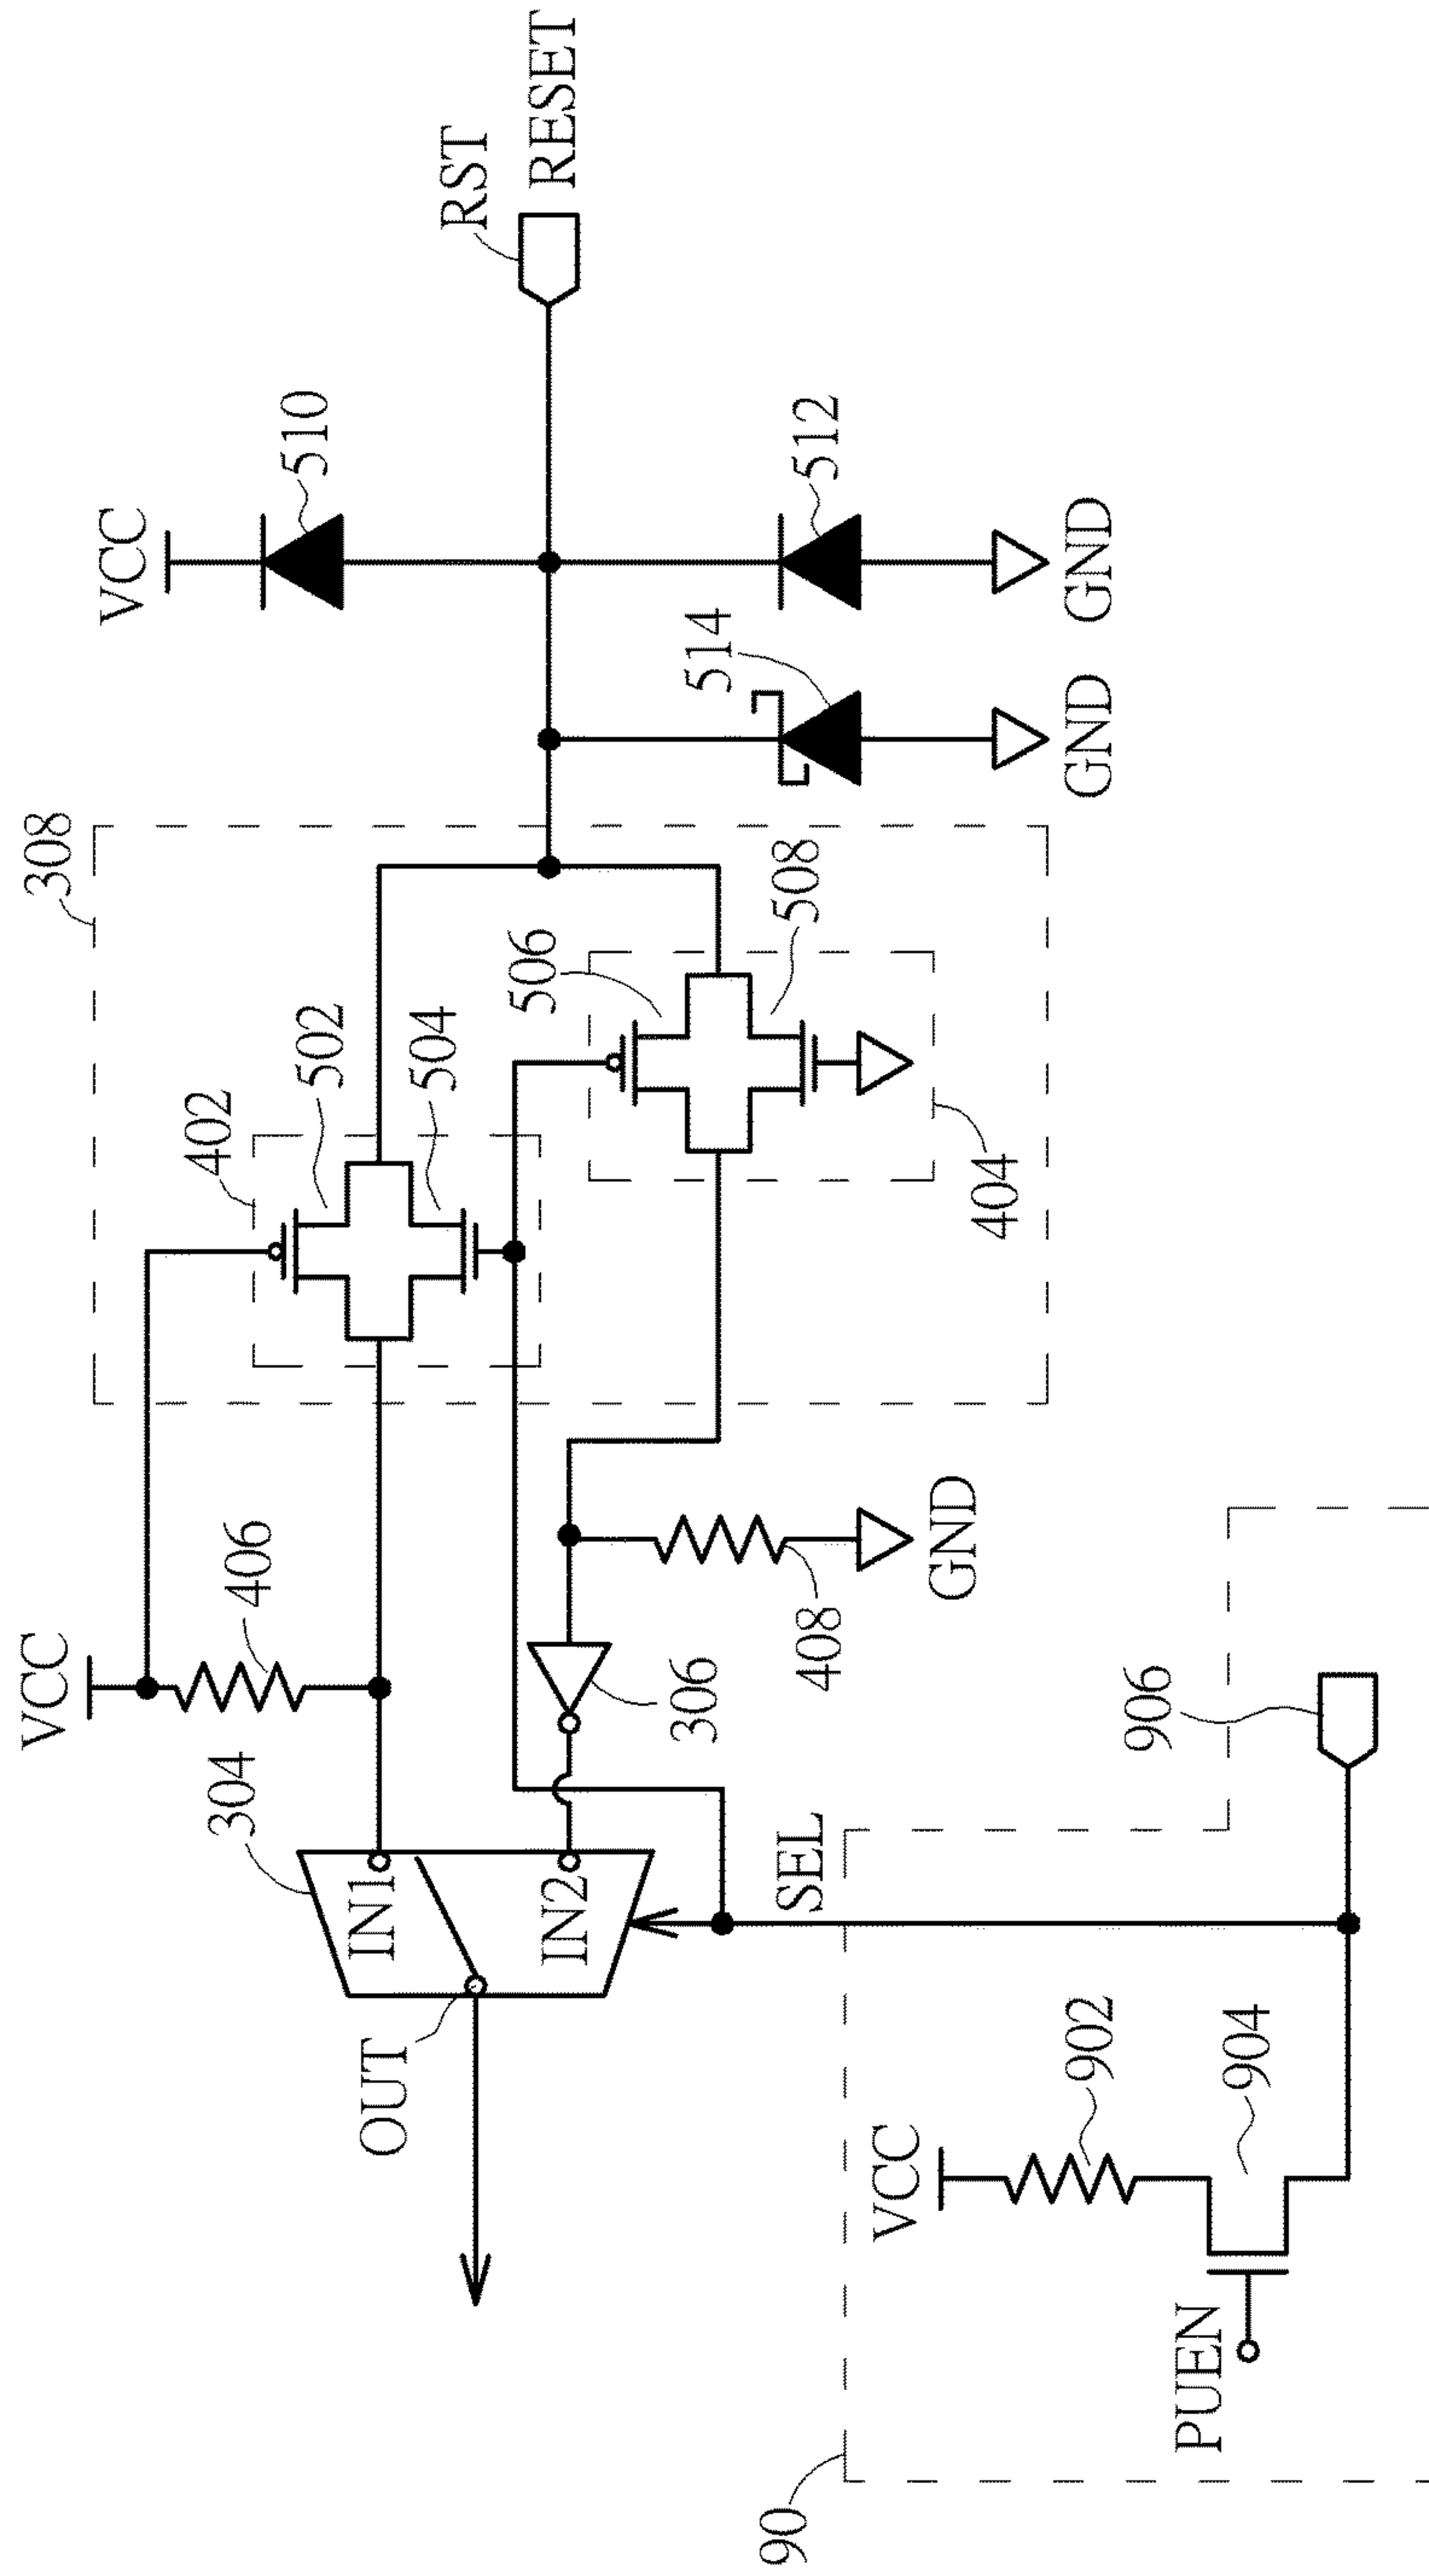 RST
RESET
VCC
510
512
GND
514
GND
308
402
502
504
506
508
404
VCC
406
304
IN1
IN2
OUT
306
408
GND
SEL
90
VCC
902
904
PUEN
906